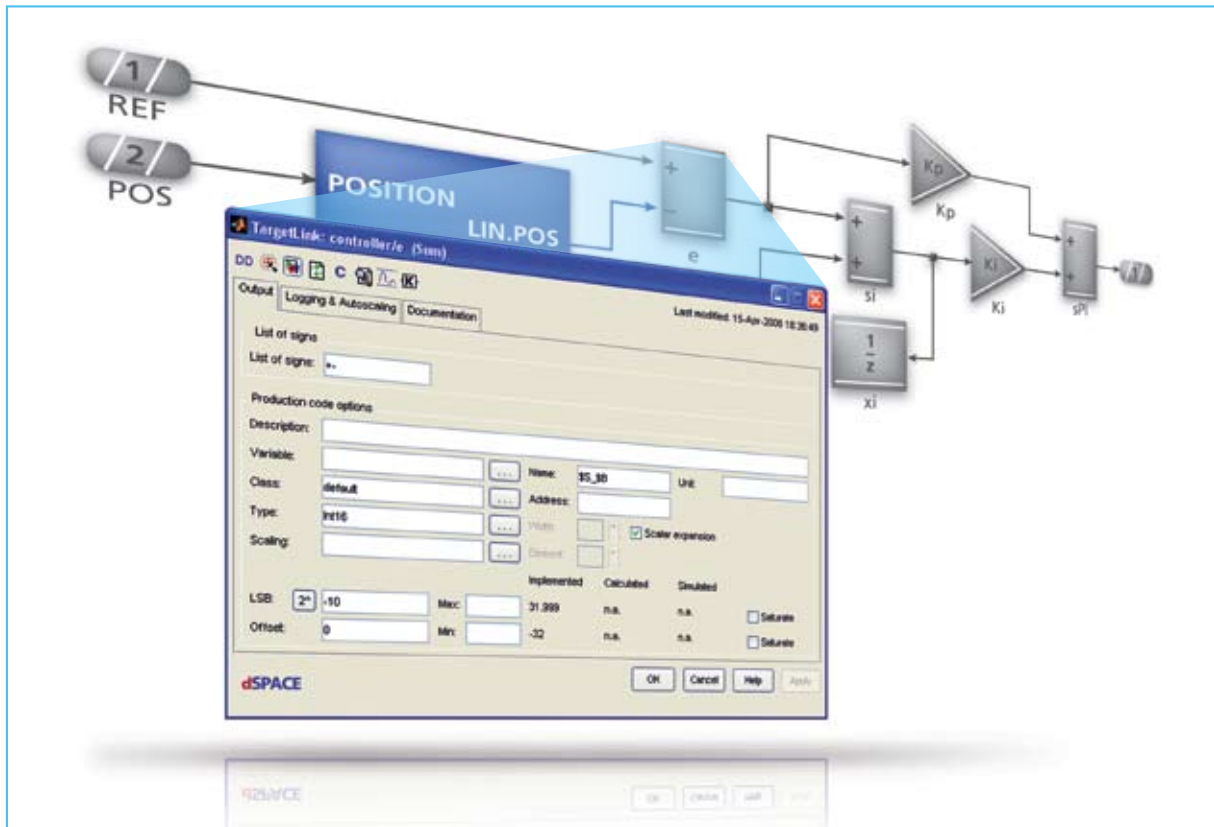 1
REF
2
POS
POSITION
LIN.POS
+
−
e
+
+
si
Kp
Kp
Ki
Ki
+
+
sPI
1
1
z
xi
TargetLink: controller/e (Sum)
DD C {K}
Output Logging & Autoscaling Documentation
Last modified: 15-Apr-2008 18:26:49
List of signs
List of signs: +-
Production code options
Description:
Variable:
Class: default
Type: Int16
Scaling:
... Name: $S_$B Unit:
... Address:
... Width: Scalar expansion
...
Implemented Calculated Simulated
LSB: 2^ -10 Max: 31.999 n.a. n.a. Saturate
Offset: 0 Min: -32 n.a. n.a. Saturate
dSPACE
OK Cancel Help Apply